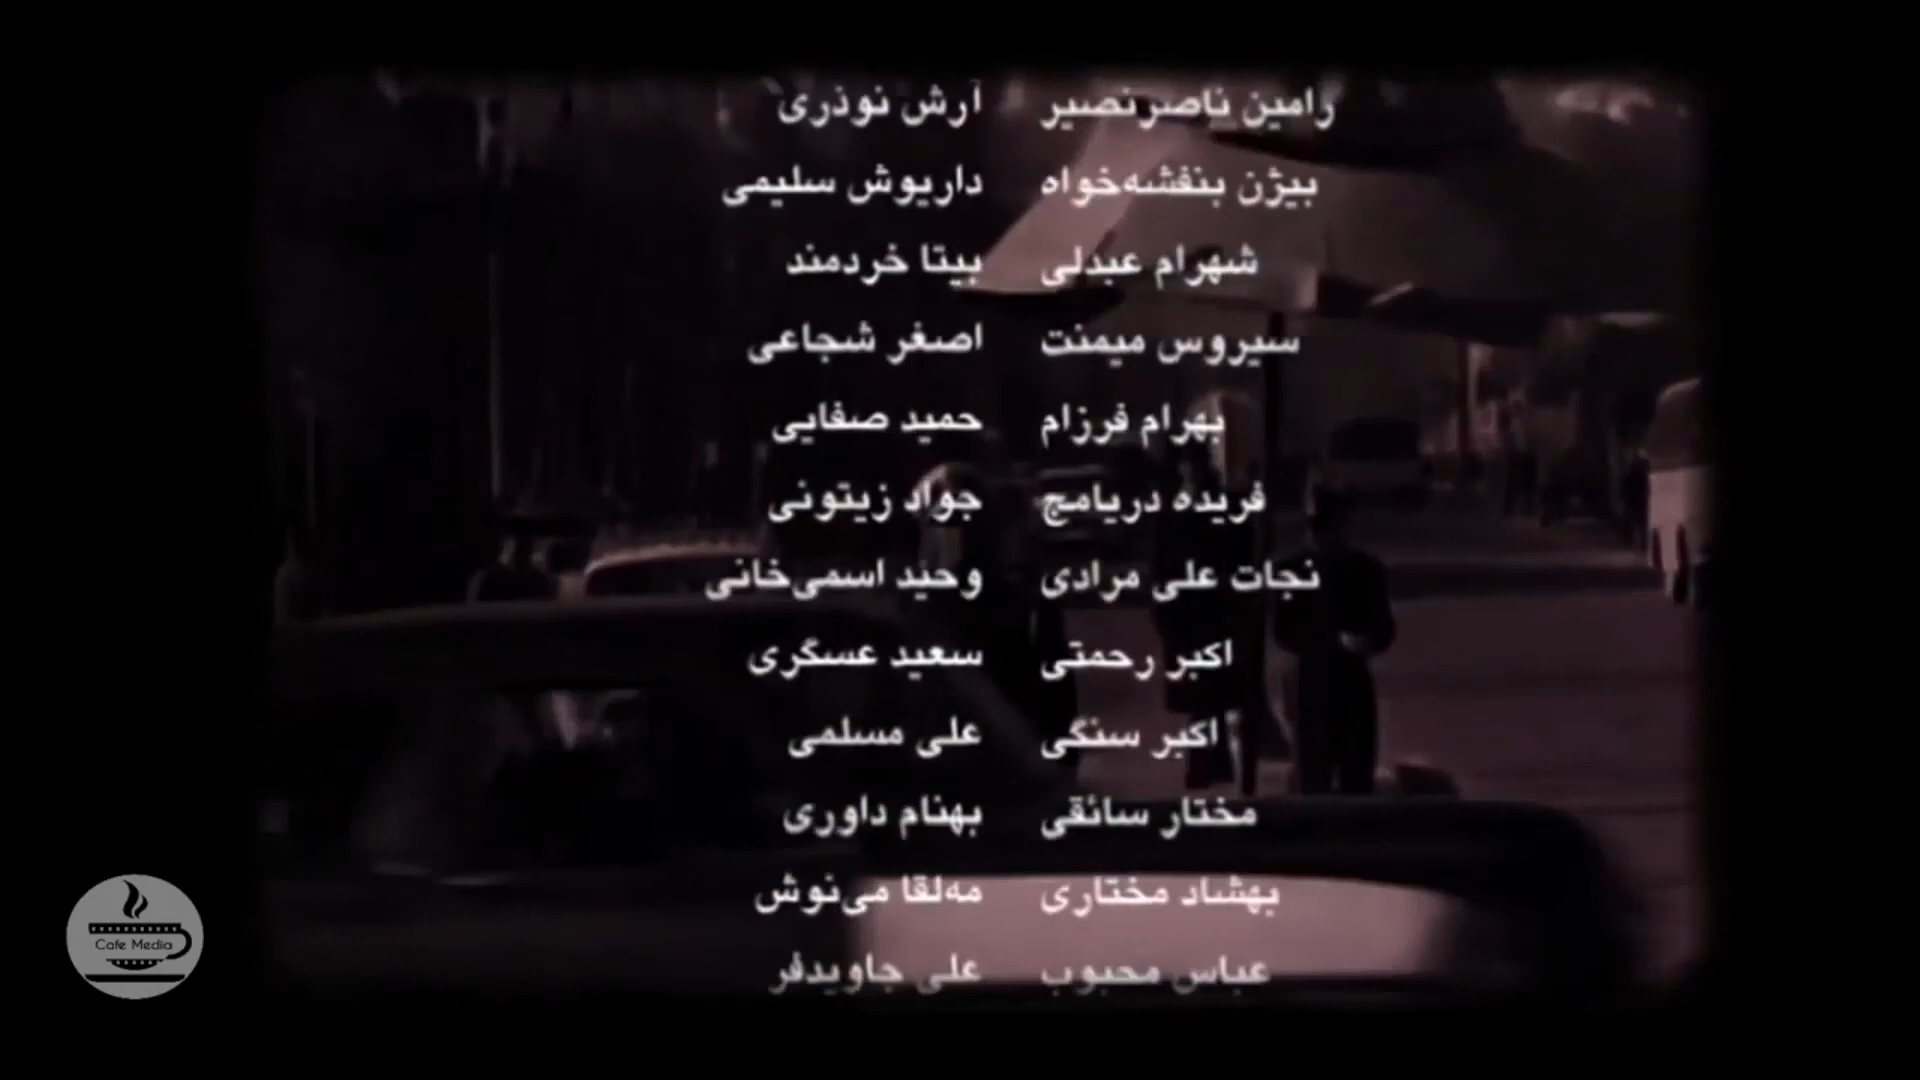 رامین ناصرنصیر آرش نوذری
بیژن بنفشه‌خواه داریوش سلیمی
شهرام عبدلی بیتا خردمند
سیروس میمنت اصغر شجاعی
بهرام فرزام حمید صفایی
فریده دریامج جواد زیتونی
نجات علی مرادی وحید اسمی‌خانی
اکبر رحمتی سعید عسگری
اکبر سنگی علی مسلمی
مختار سائقی بهنام داوری
بهشاد مختاری مه‌لقا می‌نوش
عباس محبوب علی جاویدفر
Cafe Media